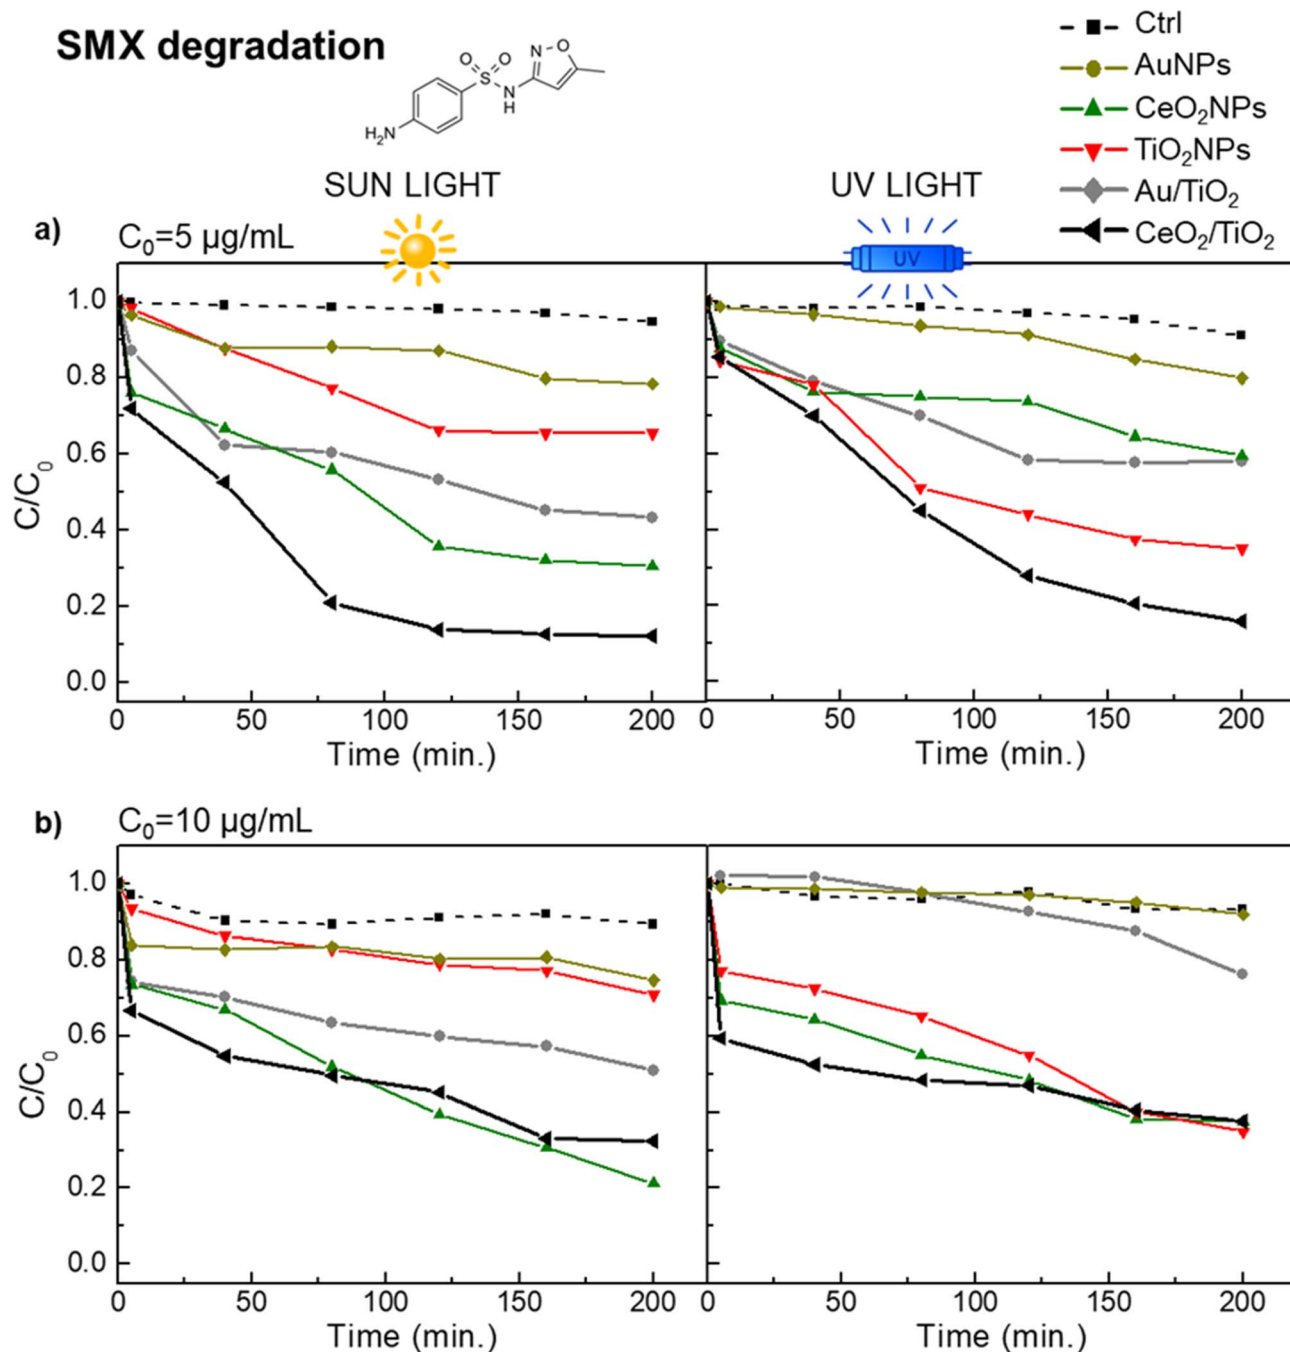 SMX degradation
O O
S
N O
N
H
H₂N
Ctrl
AuNPs
CeO₂NPs
TiO₂NPs
Au/TiO₂
CeO₂/TiO₂
SUN LIGHT
UV LIGHT
UV
a)
C₀=5 µg/mL
1.0
0.8
0.6
0.4
0.2
0.0
C/C₀
0 50 100 150 200
Time (min.)
0 50 100 150 200
Time (min.)
b)
C₀=10 µg/mL
1.0
0.8
0.6
0.4
0.2
0.0
C/C₀
0 50 100 150 200
Time (min.)
0 50 100 150 200
Time (min.)